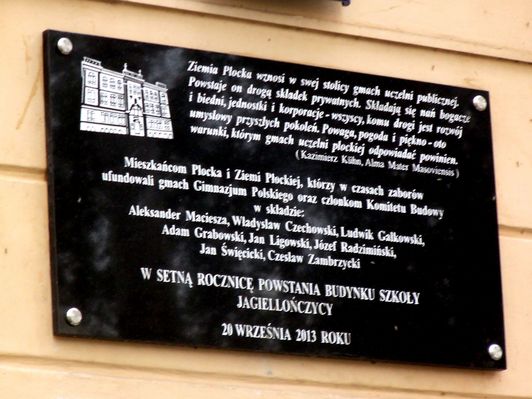 Ziemia Płocka wznosi w swej stolicy gmach uczelni publicznej.
Powstaje on drogą składek prywatnych. Składają się nań bogacze
i biedni, jednostki i korporacje - wszyscy, komu drogi jest rozwój
umysłowy przyszłych pokoleń. Powaga, pogoda i piękno - oto
warunki, którym gmach uczelni płockiej odpowiadać powinien.
(Kazimierz Kühn, Alma Mater Masoviensis)
Mieszkańcom Płocka i Ziemi Płockiej, którzy w czasach zaborów
ufundowali gmach Gimnazjum Polskiego oraz członkom Komitetu Budowy
w składzie:
Aleksander Maciesza, Władysław Czechowski, Ludwik Gałkowski,
Adam Grabowski, Jan Ligowski, Józef Radzimiński,
Jan Święcicki, Czesław Zambrzycki
W SETNĄ ROCZNICĘ POWSTANIA BUDYNKU SZKOŁY
JAGIELLOŃCZYCY
20 WRZEŚNIA 2013 ROKU